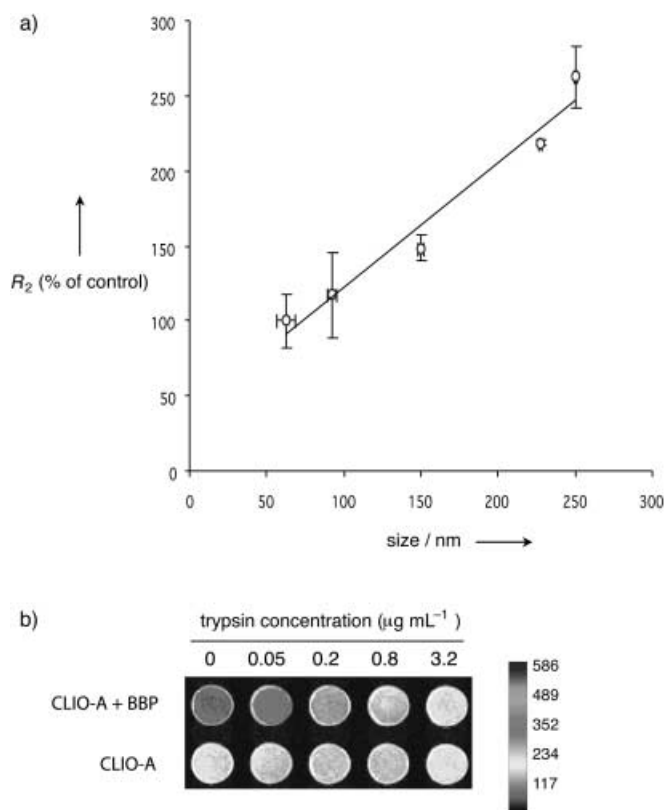 a)
300
250
200
150
100
50
0
R₂ (% of control)
0 50 100 150 200 250 300
size / nm
b)
trypsin concentration (μg mL⁻¹ )
0 0.05 0.2 0.8 3.2
CLIO-A + BBP
CLIO-A
586
489
352
234
117